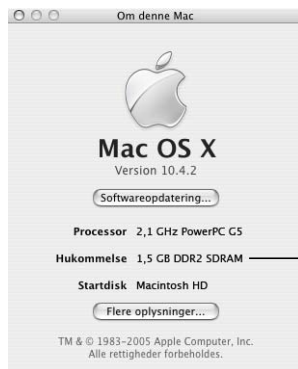 Om denne Mac
Mac OS X
Version 10.4.2
Softwareopdatering...
Processor 2,1 GHz PowerPC G5
Hukommelse 1,5 GB DDR2 SDRAM
Startdisk Macintosh HD
Flere oplysninger...
TM & © 1983–2005 Apple Computer, Inc.
Alle rettigheder forbeholdes.